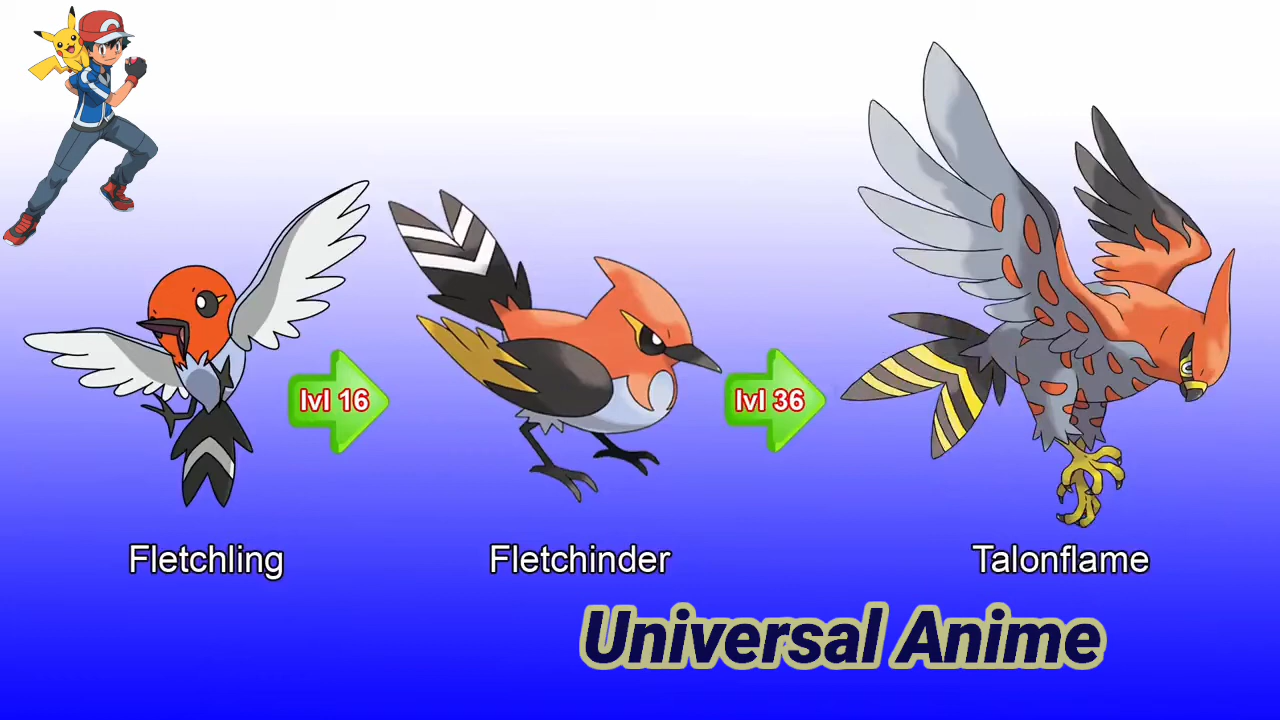 lvl 16
lvl 36
Fletchling
Fletchinder
Talonflame
Universal Anime